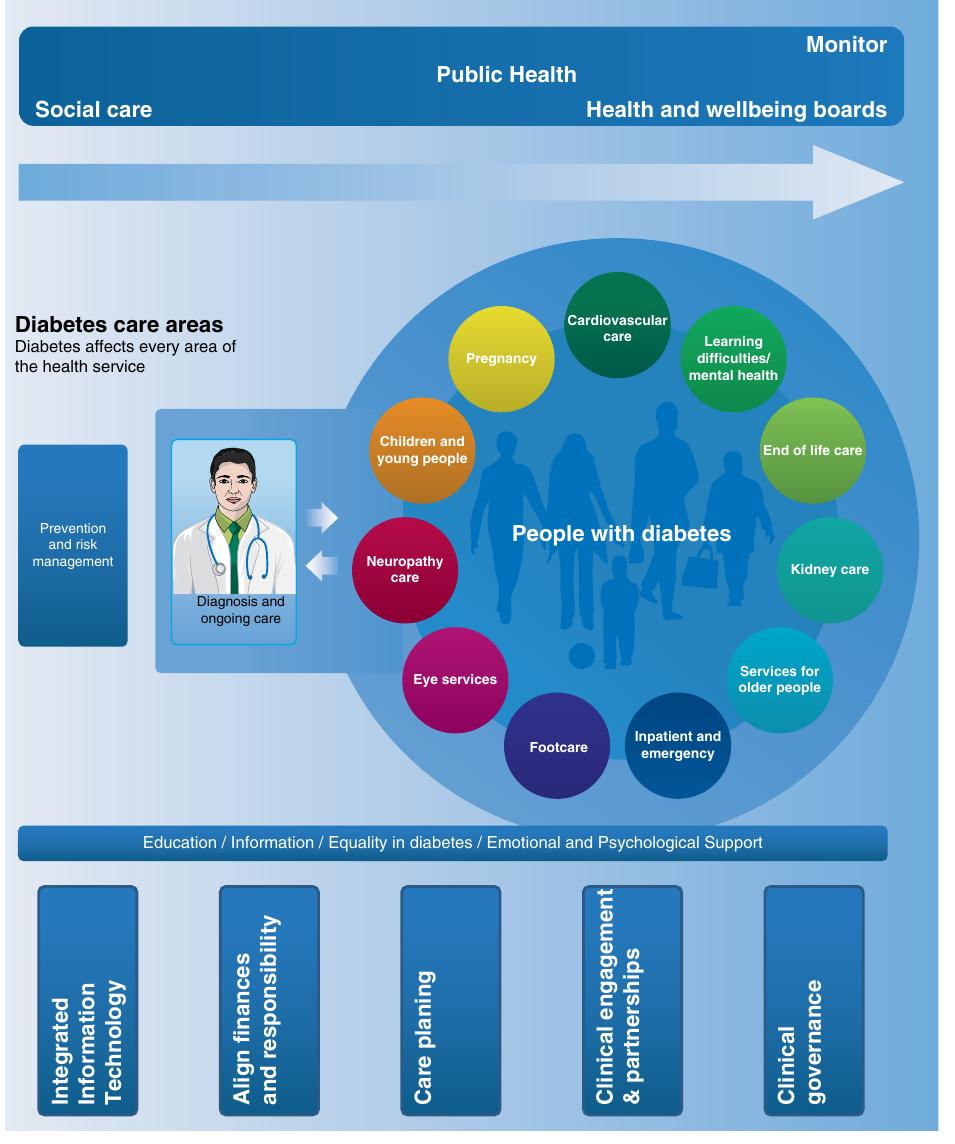 Monitor
Public Health
Social care
Health and wellbeing boards
Diabetes care areas
Diabetes affects every area of
the health service
Cardiovascular
care
Pregnancy
Learning
difficulties/
mental health
Children and
young people
End of life care
Prevention
and risk
management
Diagnosis and
ongoing care
People with diabetes
Neuropathy
care
Kidney care
Eye services
Services for
older people
Footcare
Inpatient and
emergency
Education / Information / Equality in diabetes / Emotional and Psychological Support
Integrated
Information
Technology
Align finances
and responsibility
Care planing
Clinical engagement
& partnerships
Clinical
governance